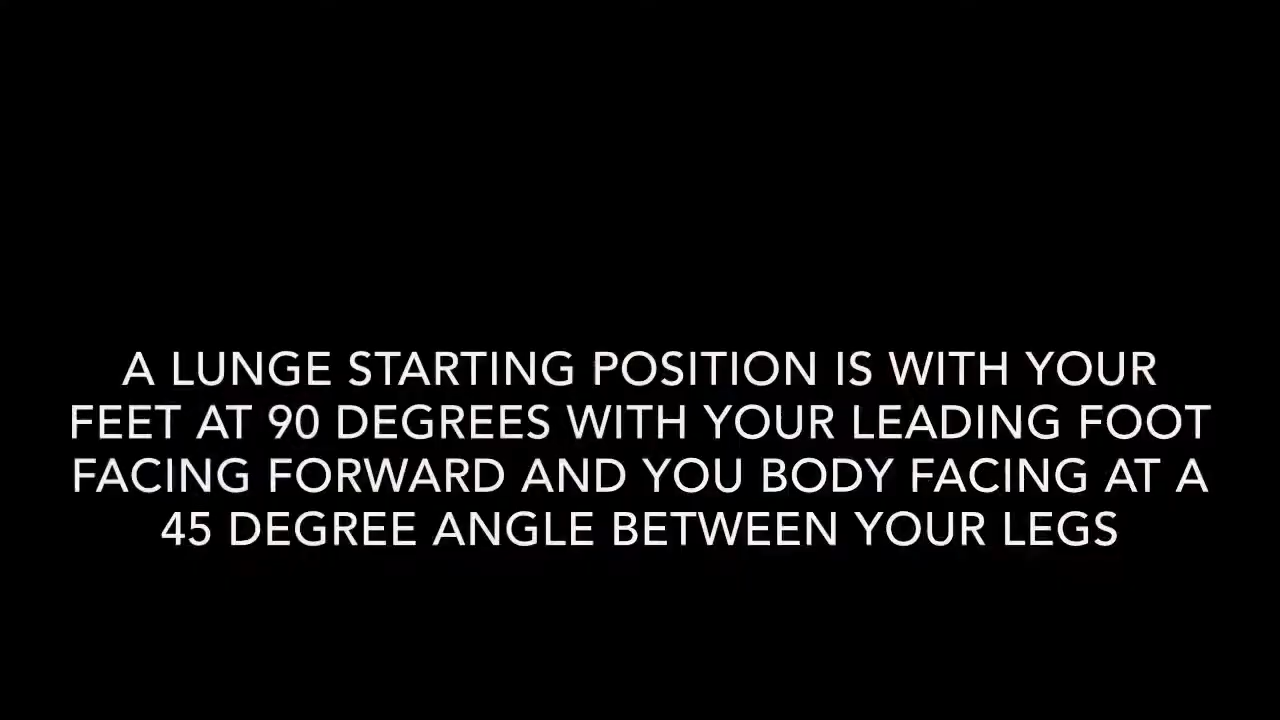 A LUNGE STARTING POSITION IS WITH YOUR
FEET AT 90 DEGREES WITH YOUR LEADING FOOT
FACING FORWARD AND YOU BODY FACING AT A
45 DEGREE ANGLE BETWEEN YOUR LEGS